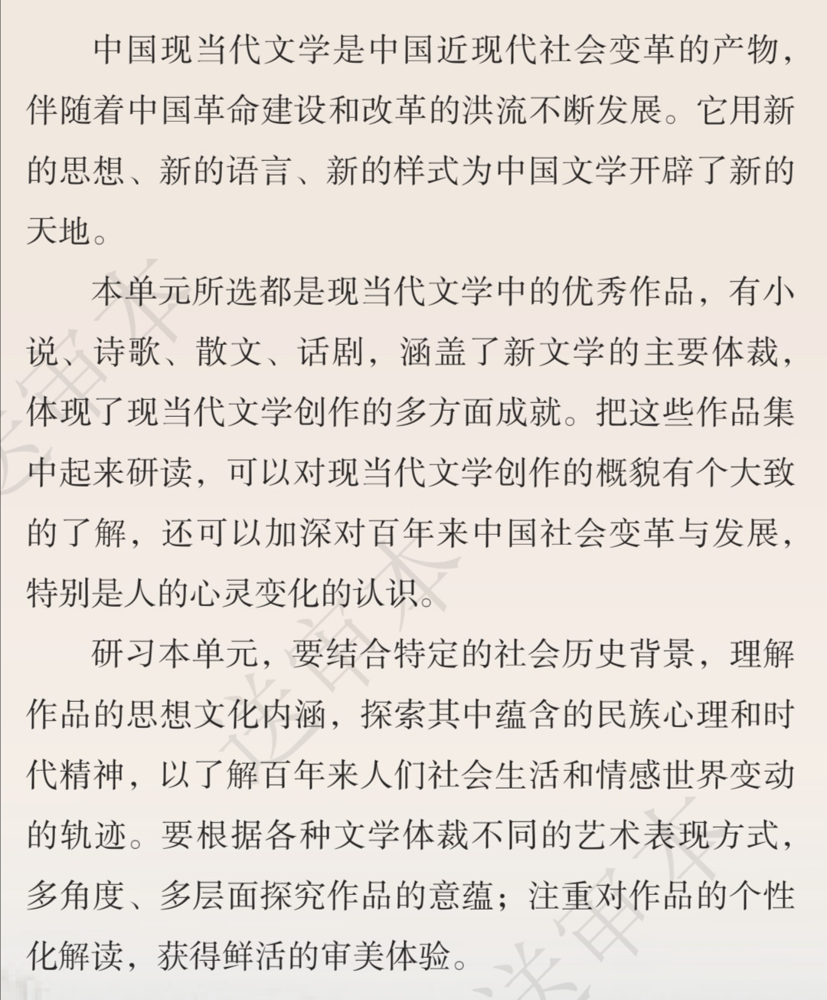 中国现当代文学是中国近现代社会变革的产物，
伴随着中国革命建设和改革的洪流不断发展。它用新
的思想、新的语言、新的样式为中国文学开辟了新的
天地。
本单元所选都是现当代文学中的优秀作品，有小
说、诗歌、散文、话剧，涵盖了新文学的主要体裁，
体现了现当代文学创作的多方面成就。把这些作品集
中起来研读，可以对现当代文学创作的概貌有个大致
的了解，还可以加深对百年来中国社会变革与发展，
特别是人的心灵变化的认识。
研习本单元，要结合特定的社会历史背景，理解
作品的思想文化内涵，探索其中蕴含的民族心理和时
代精神，以了解百年来人们社会生活和情感世界变动
的轨迹。要根据各种文学体裁不同的艺术表现方式，
多角度、多层面探究作品的意蕴；注重对作品的个性
化解读，获得鲜活的审美体验。
送审本
送审本
送审本